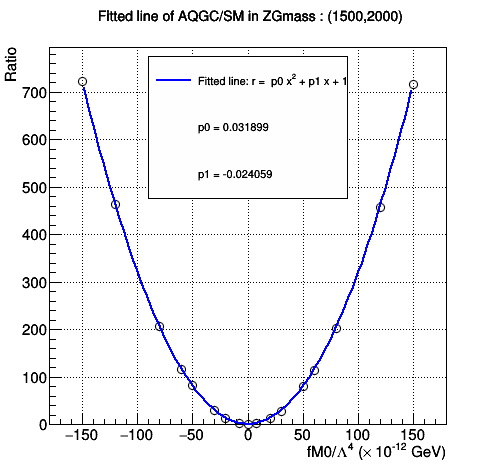 FItted line of AQGC/SM in ZGmass : (1500,2000)
Ratio
Fitted line: r = p0 x² + p1 x + 1
p0 = 0.031899
p1 = -0.024059
700
600
500
400
300
200
100
0
−150 −100 −50 0 50 100 150
fM0/Λ⁴ (× 10⁻¹² GeV)